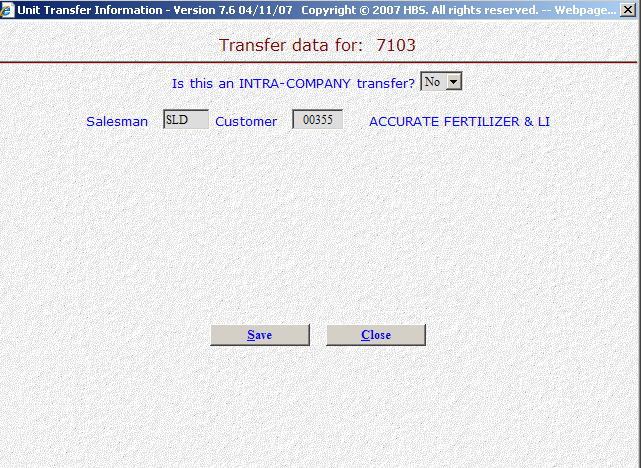 Unit Transfer Information - Version 7.6 04/11/07 Copyright © 2007 HBS. All rights reserved. -- Webpage...
Transfer data for: 7103
Is this an INTRA-COMPANY transfer? No
Salesman SLD Customer 00355 ACCURATE FERTILIZER & LI
Save Close